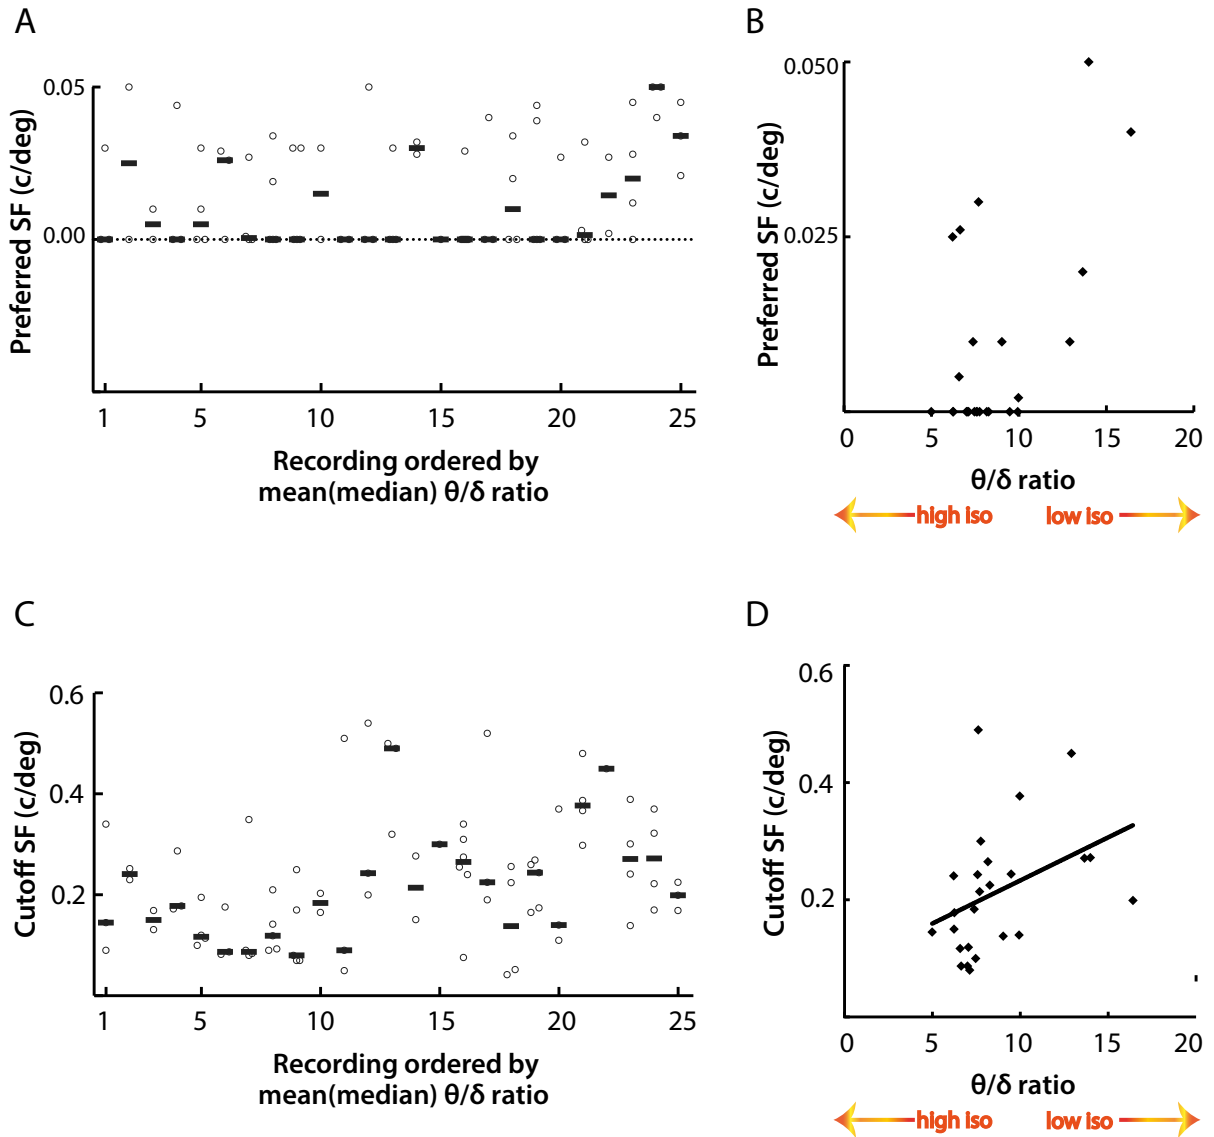 A
Preferred SF (c/deg)
0.05
0.00
1 5 10 15 20 25
Recording ordered by
mean(median) θ/δ ratio
B
Preferred SF (c/deg)
0.050
0.025
0 5 10 15 20
θ/δ ratio
high iso low iso
C
Cutoff SF (c/deg)
0.6
0.4
0.2
1 5 10 15 20 25
Recording ordered by
mean(median) θ/δ ratio
D
Cutoff SF (c/deg)
0.6
0.4
0.2
0 5 10 15 20
θ/δ ratio
high iso low iso